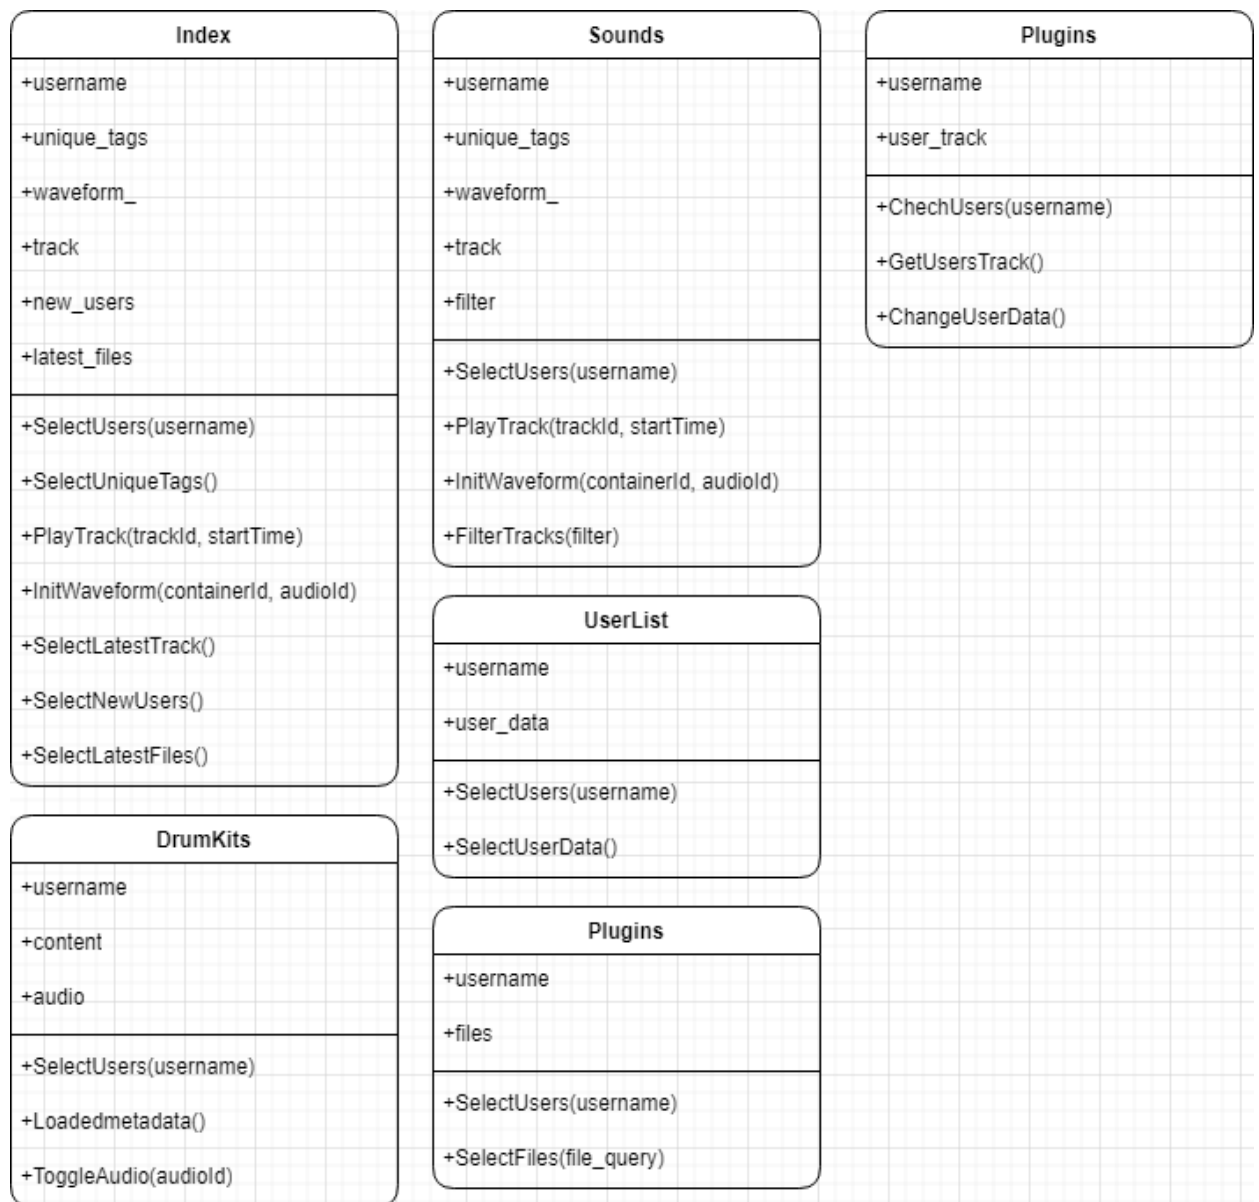 Index
+username
+unique_tags
+waveform_
+track
+new_users
+latest_files
+SelectUsers(username)
+SelectUniqueTags()
+PlayTrack(trackId, startTime)
+InitWaveform(containerId, audioId)
+SelectLatestTrack()
+SelectNewUsers()
+SelectLatestFiles()
DrumKits
+username
+content
+audio
+SelectUsers(username)
+Loadedmetadata()
+ToggleAudio(audioId)
Sounds
+username
+unique_tags
+waveform_
+track
+filter
+SelectUsers(username)
+PlayTrack(trackId, startTime)
+InitWaveform(containerId, audioId)
+FilterTracks(filter)
UserList
+username
+user_data
+SelectUsers(username)
+SelectUserData()
Plugins
+username
+files
+SelectUsers(username)
+SelectFiles(file_query)
Plugins
+username
+user_track
+ChechUsers(username)
+GetUsersTrack()
+ChangeUserData()